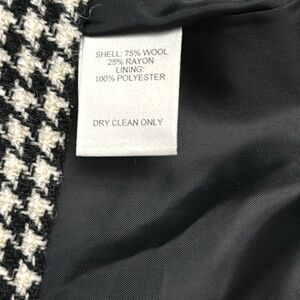 SHELL: 75% WOOL
25% RAYON
LINING:
100% POLYESTER
DRY CLEAN ONLY